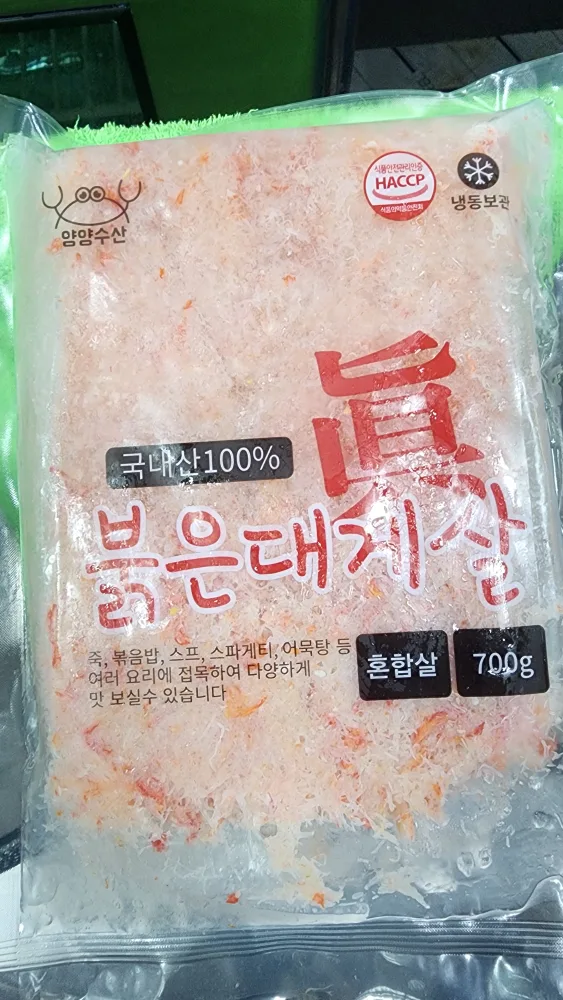 양양수산
식품안전관리인증
HACCP
식품의약품안전처
냉동보관
眞
국내산100%
붉은대게살
죽, 볶음밥, 스프, 스파게티, 어묵탕 등
여러 요리에 접목하여 다양하게
맛 보실수 있습니다
혼합살
700g